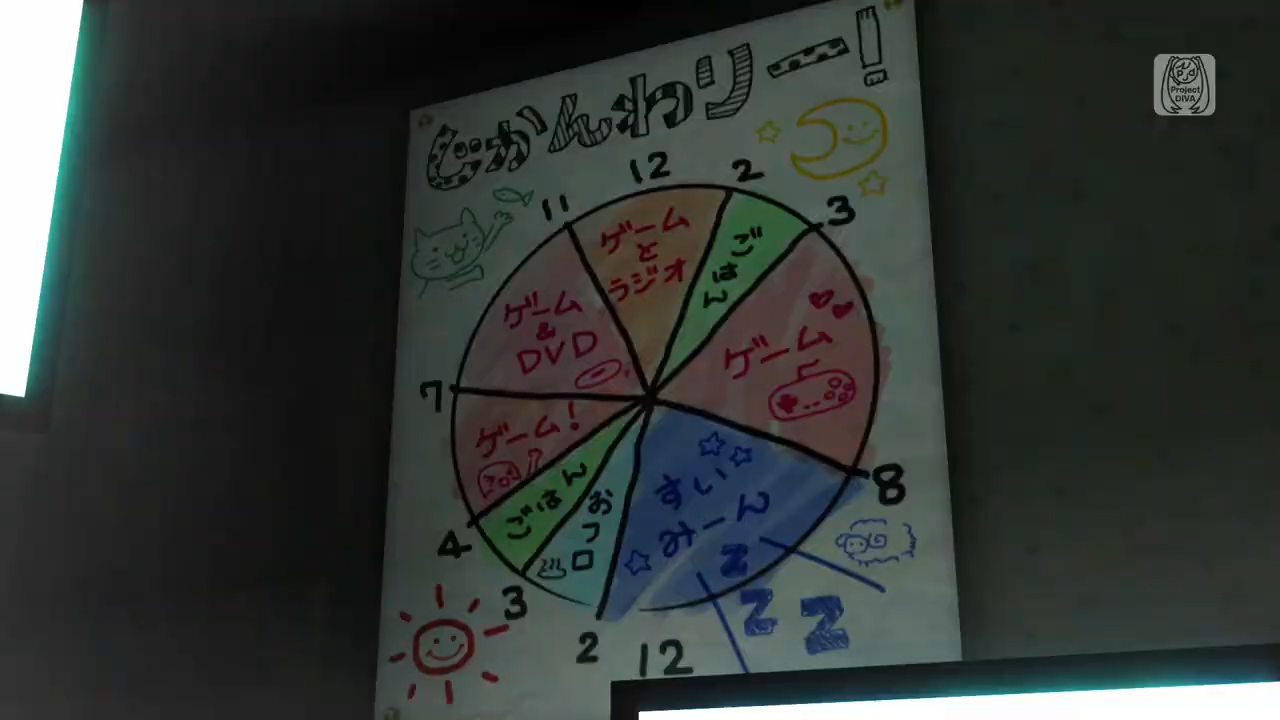 じかんわりー!
12
2
3
8
12
2
3
4
7
11
ゲーム
と
ラジオ
ごはん
ゲーム
すい
みーん
Z
Z
Z
おフロ
ごはん
ゲーム!
ゲーム
&
DVD
Project
DIVA